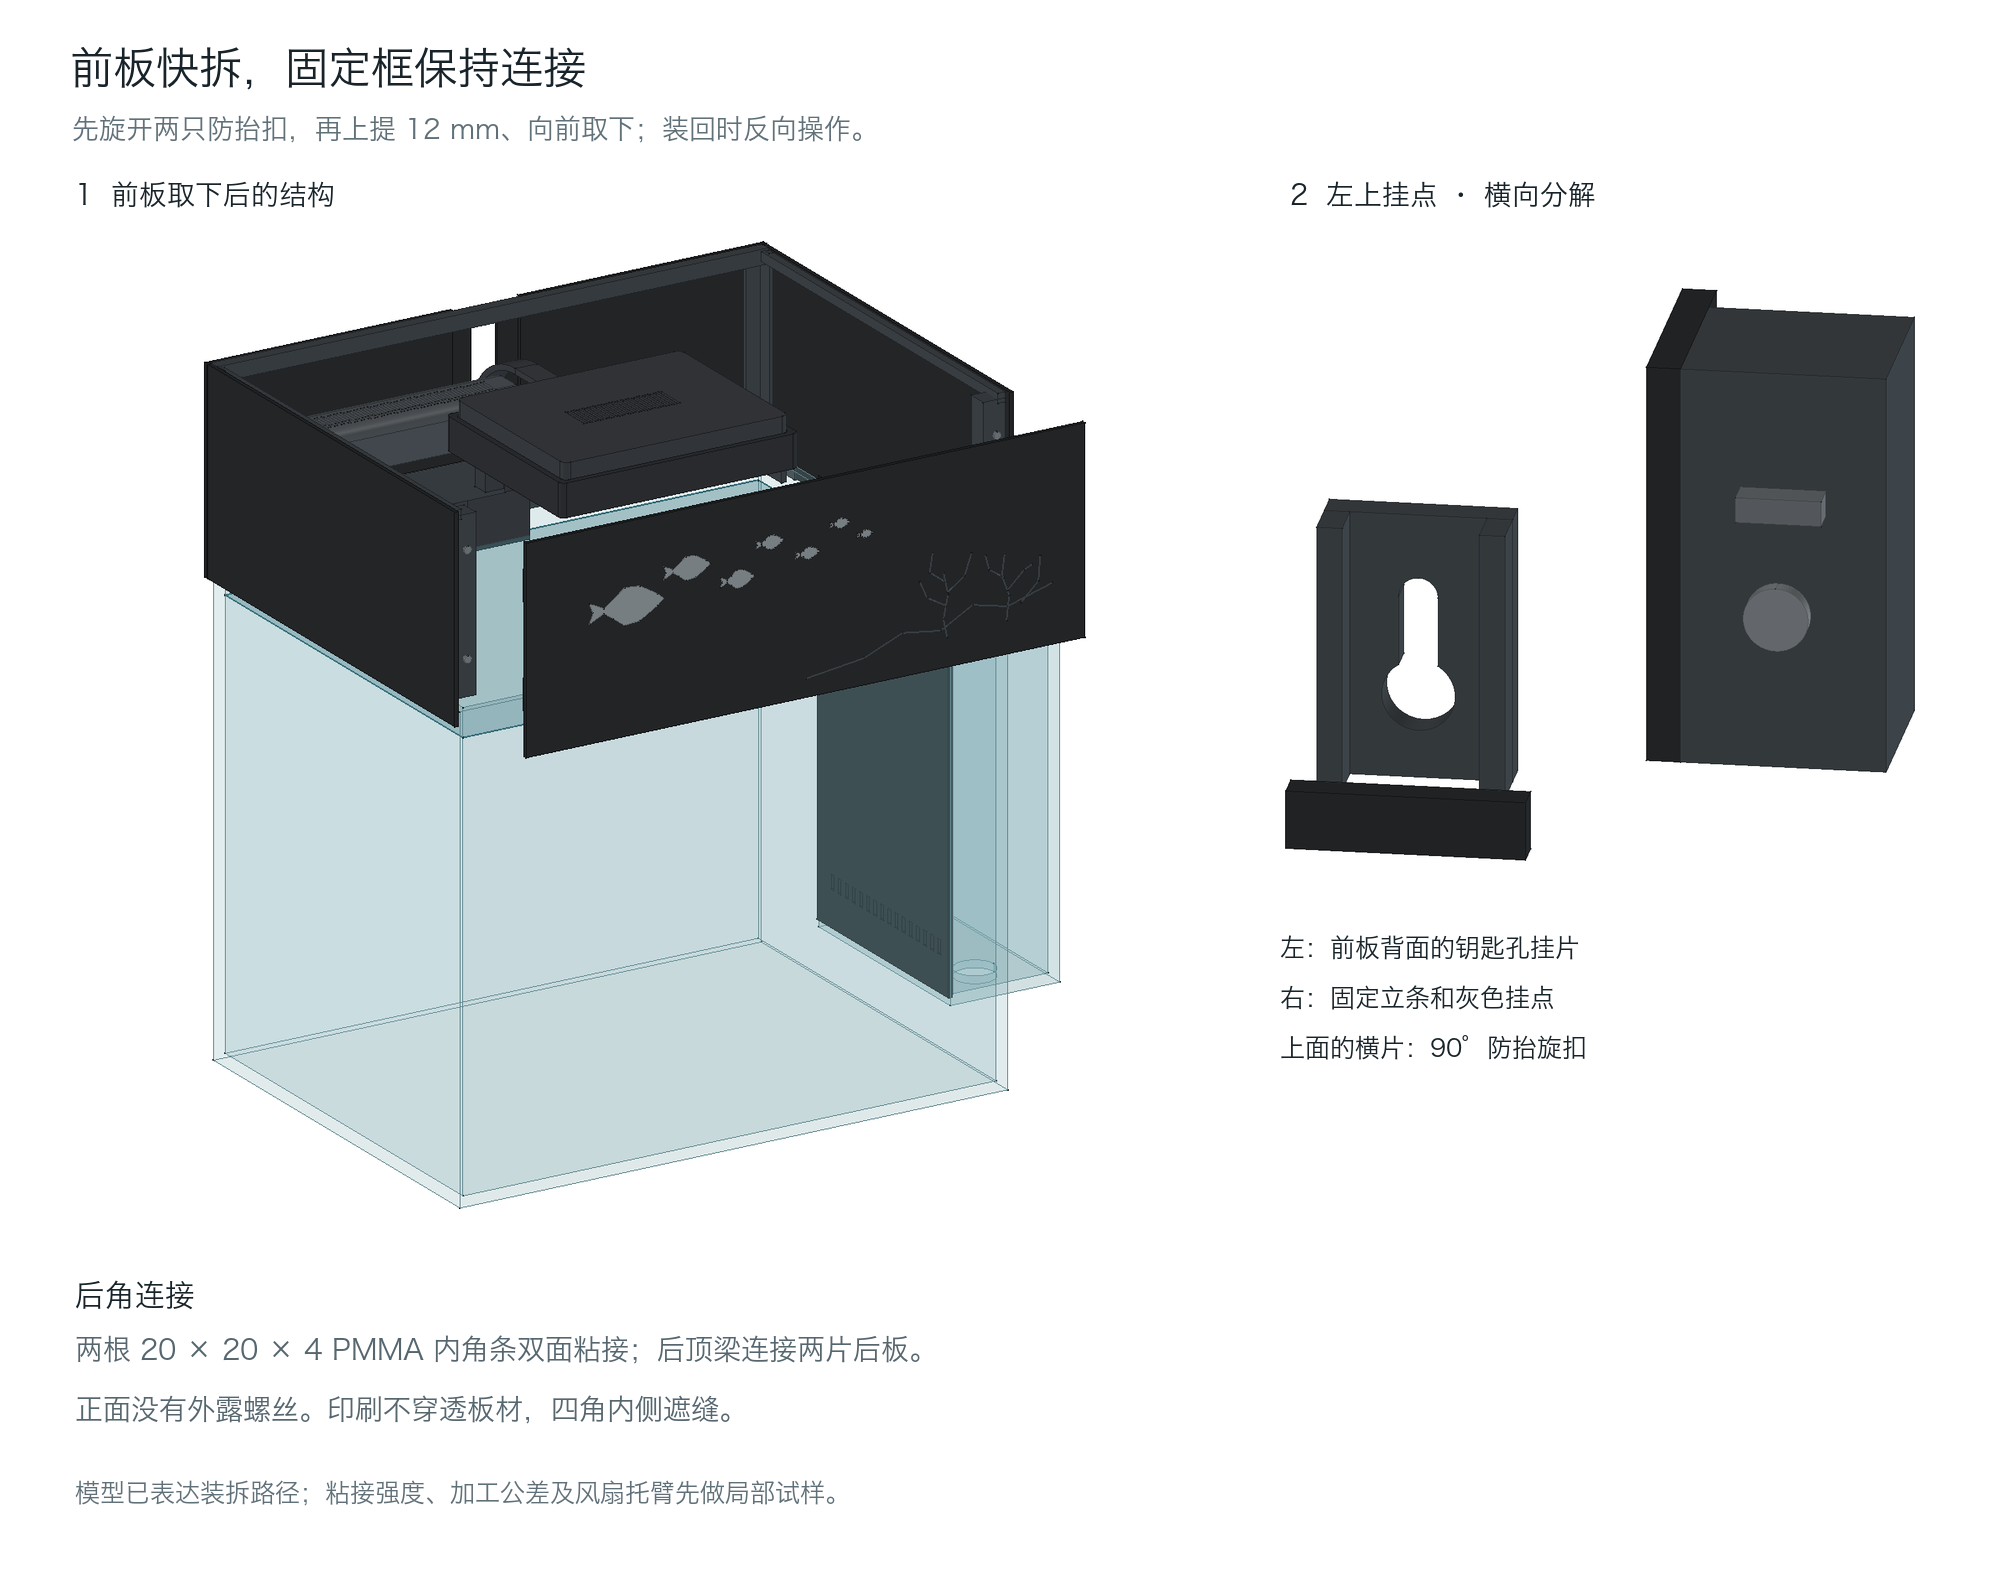 前板快拆，固定框保持连接
先旋开两只防抬扣，再上提 12 mm、向前取下；装回时反向操作。
1 前板取下后的结构
2 左上挂点 · 横向分解
左：前板背面的钥匙孔挂片
右：固定立条和灰色挂点
上面的横片：90° 防抬旋扣
后角连接
两根 20 × 20 × 4 PMMA 内角条双面粘接；后顶梁连接两片后板。
正面没有外露螺丝。印刷不穿透板材，四角内侧遮缝。
模型已表达装拆路径；粘接强度、加工公差及风扇托臂先做局部试样。